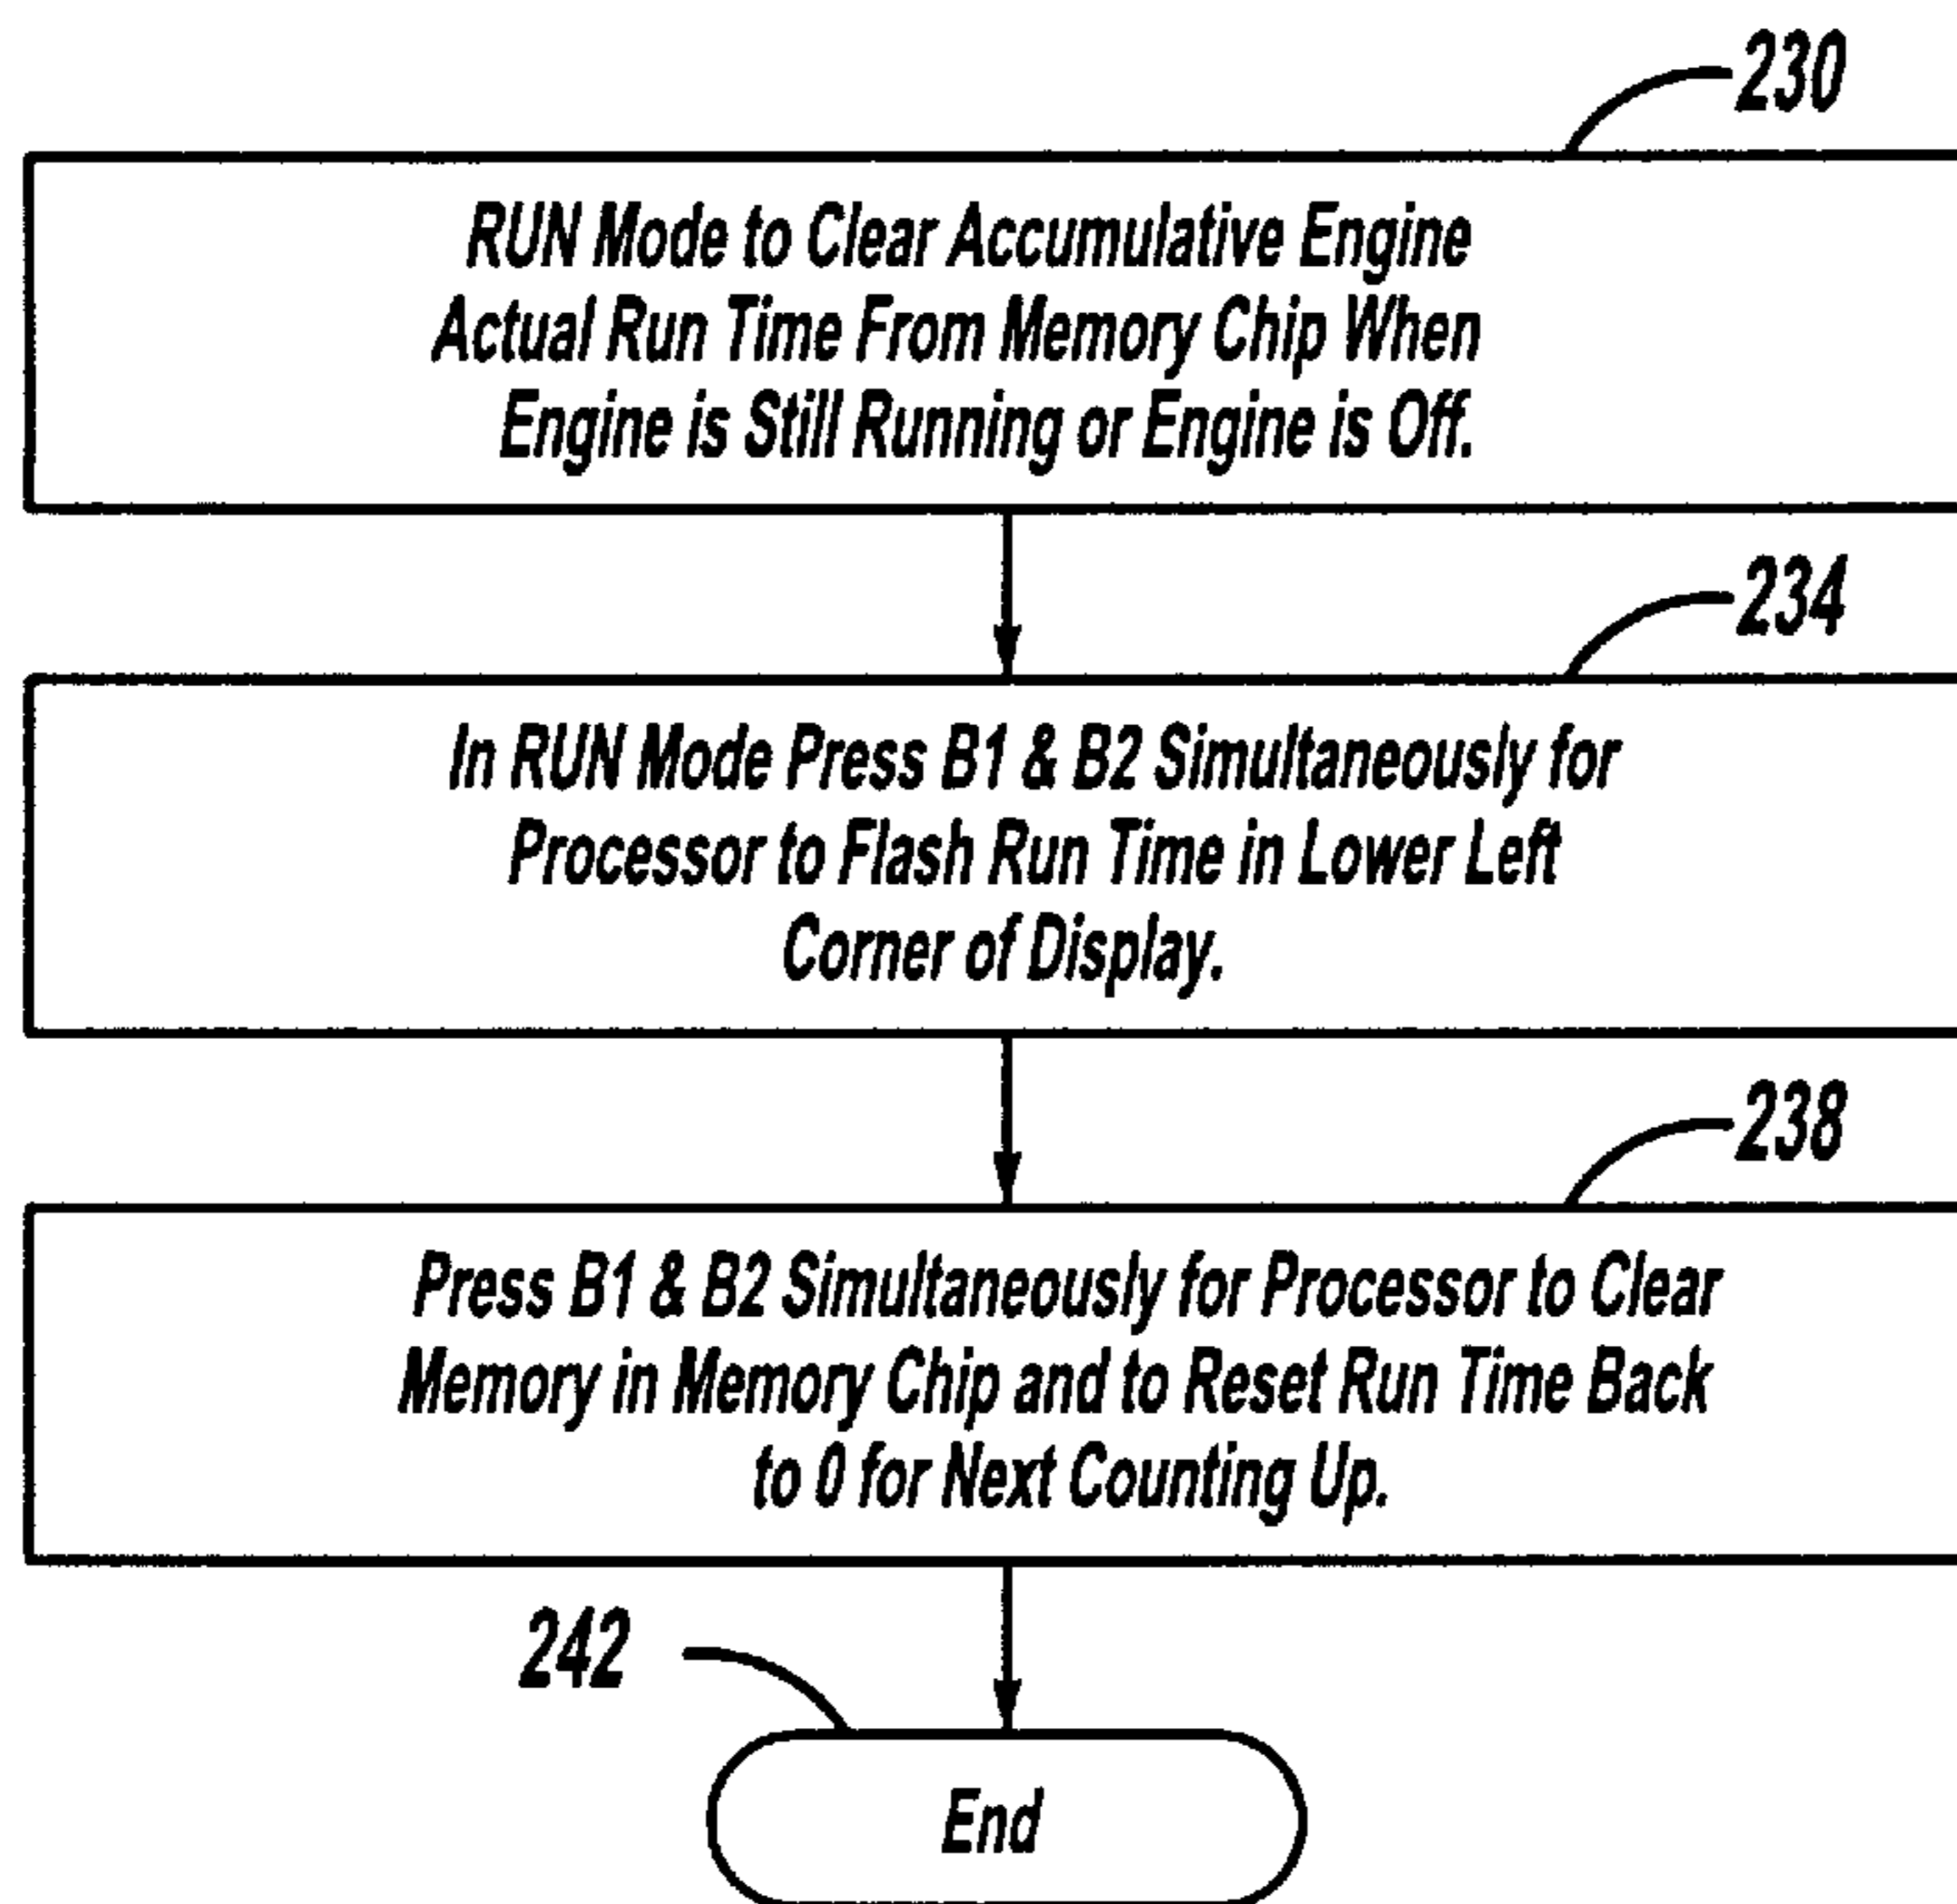 230
RUN Mode to Clear Accumulative Engine
Actual Run Time From Memory Chip When
Engine is Still Running or Engine is Off.
234
In RUN Mode Press B1 & B2 Simultaneously for
Processor to Flash Run Time in Lower Left
Corner of Display.
238
Press B1 & B2 Simultaneously for Processor to Clear
Memory in Memory Chip and to Reset Run Time Back
to 0 for Next Counting Up.
242
End